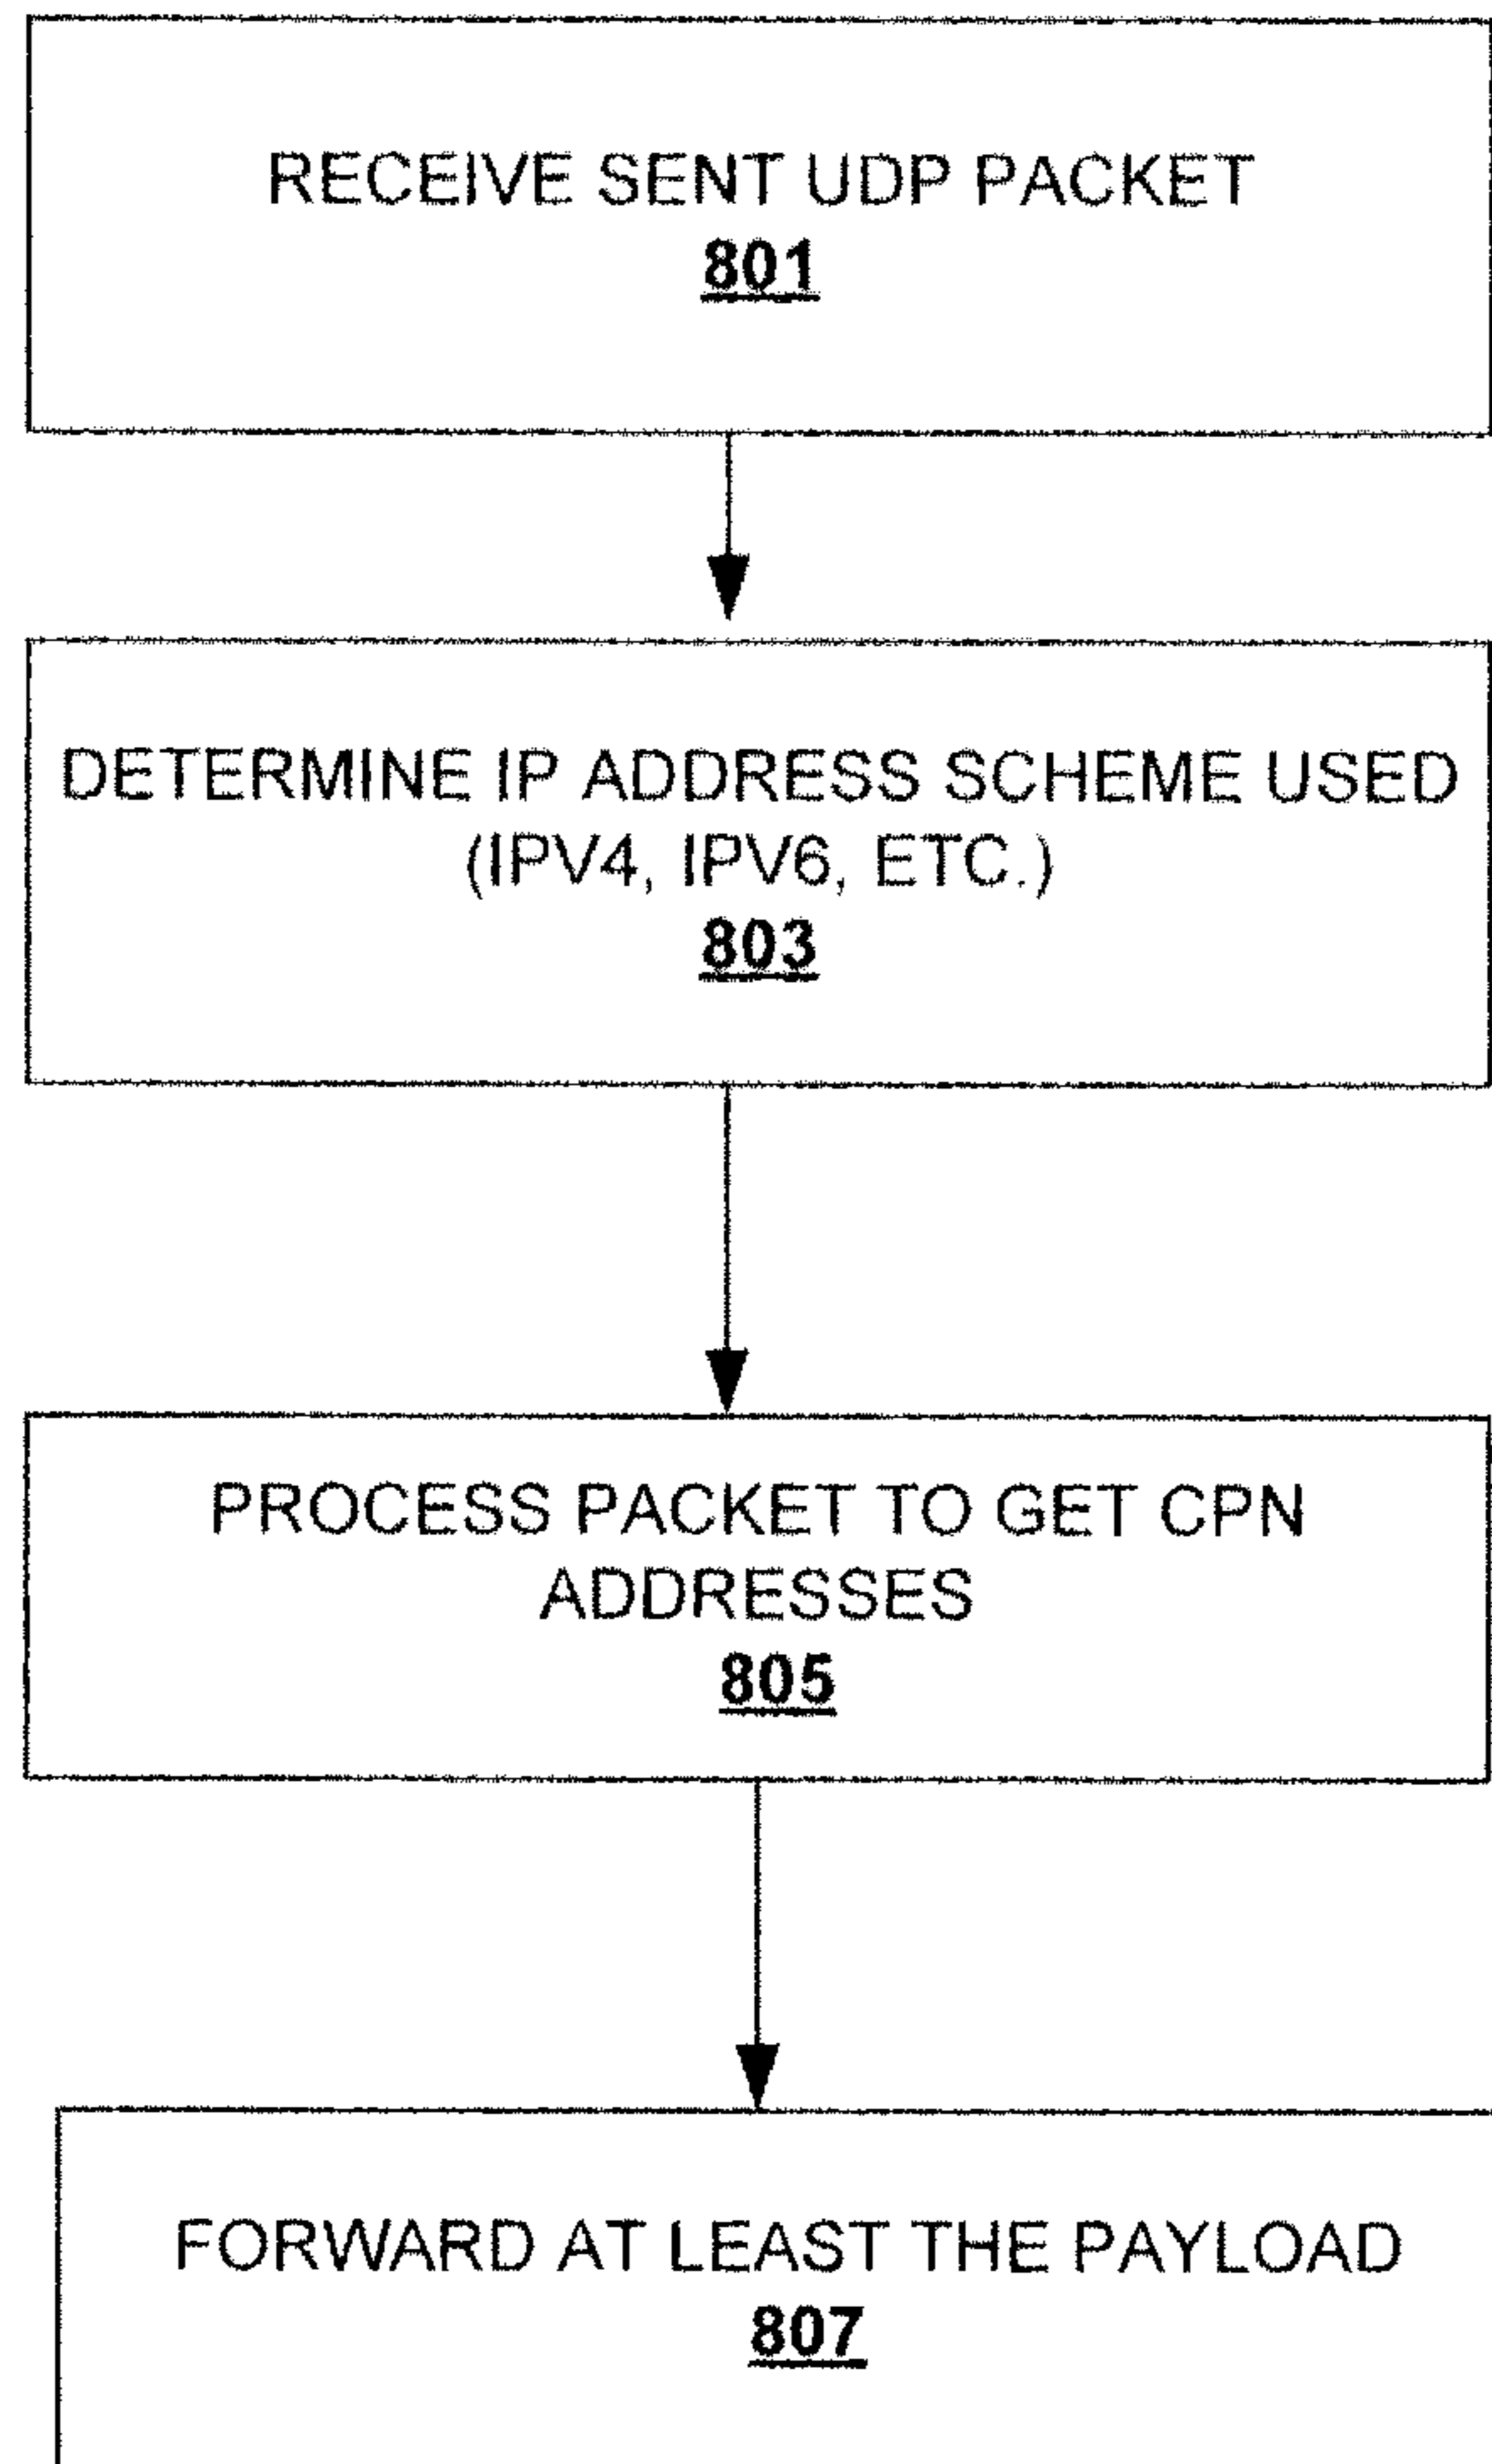 RECEIVE SENT UDP PACKET
801
DETERMINE IP ADDRESS SCHEME USED
(IPV4, IPV6, ETC.)
803
PROCESS PACKET TO GET CPN
ADDRESSES
805
FORWARD AT LEAST THE PAYLOAD
807